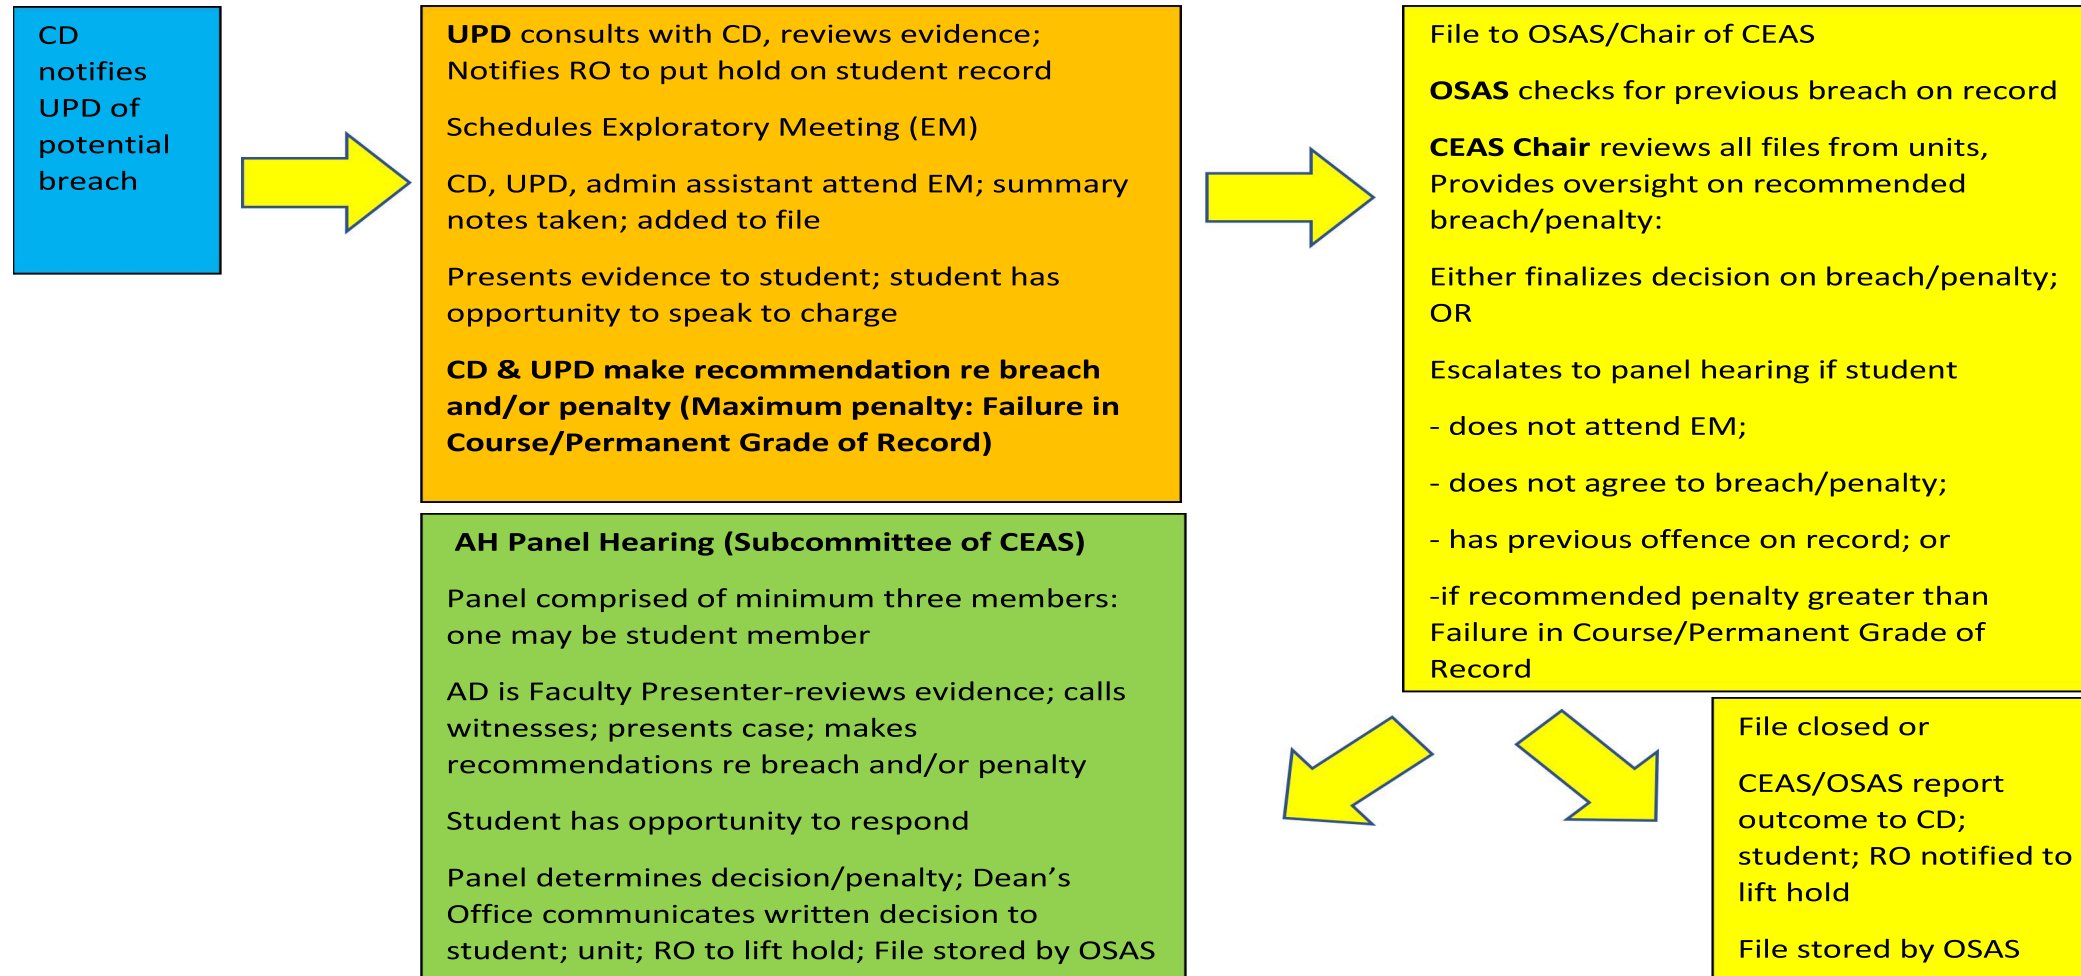 CD
notifies
UPD of
potential
breach
UPD consults with CD, reviews evidence;
Notifies RO to put hold on student record
Schedules Exploratory Meeting (EM)
CD, UPD, admin assistant attend EM; summary
notes taken; added to file
Presents evidence to student; student has
opportunity to speak to charge
CD & UPD make recommendation re breach
and/or penalty (Maximum penalty: Failure in
Course/Permanent Grade of Record)
File to OSAS/Chair of CEAS
OSAS checks for previous breach on record
CEAS Chair reviews all files from units,
Provides oversight on recommended
breach/penalty:
Either finalizes decision on breach/penalty;
OR
Escalates to panel hearing if student
- does not attend EM;
- does not agree to breach/penalty;
- has previous offence on record; or
-if recommended penalty greater than
Failure in Course/Permanent Grade of
Record
AH Panel Hearing (Subcommittee of CEAS)
Panel comprised of minimum three members:
one may be student member
AD is Faculty Presenter-reviews evidence; calls
witnesses; presents case; makes
recommendations re breach and/or penalty
Student has opportunity to respond
Panel determines decision/penalty; Dean’s
Office communicates written decision to
student; unit; RO to lift hold; File stored by OSAS
File closed or
CEAS/OSAS report
outcome to CD;
student; RO notified to
lift hold
File stored by OSAS